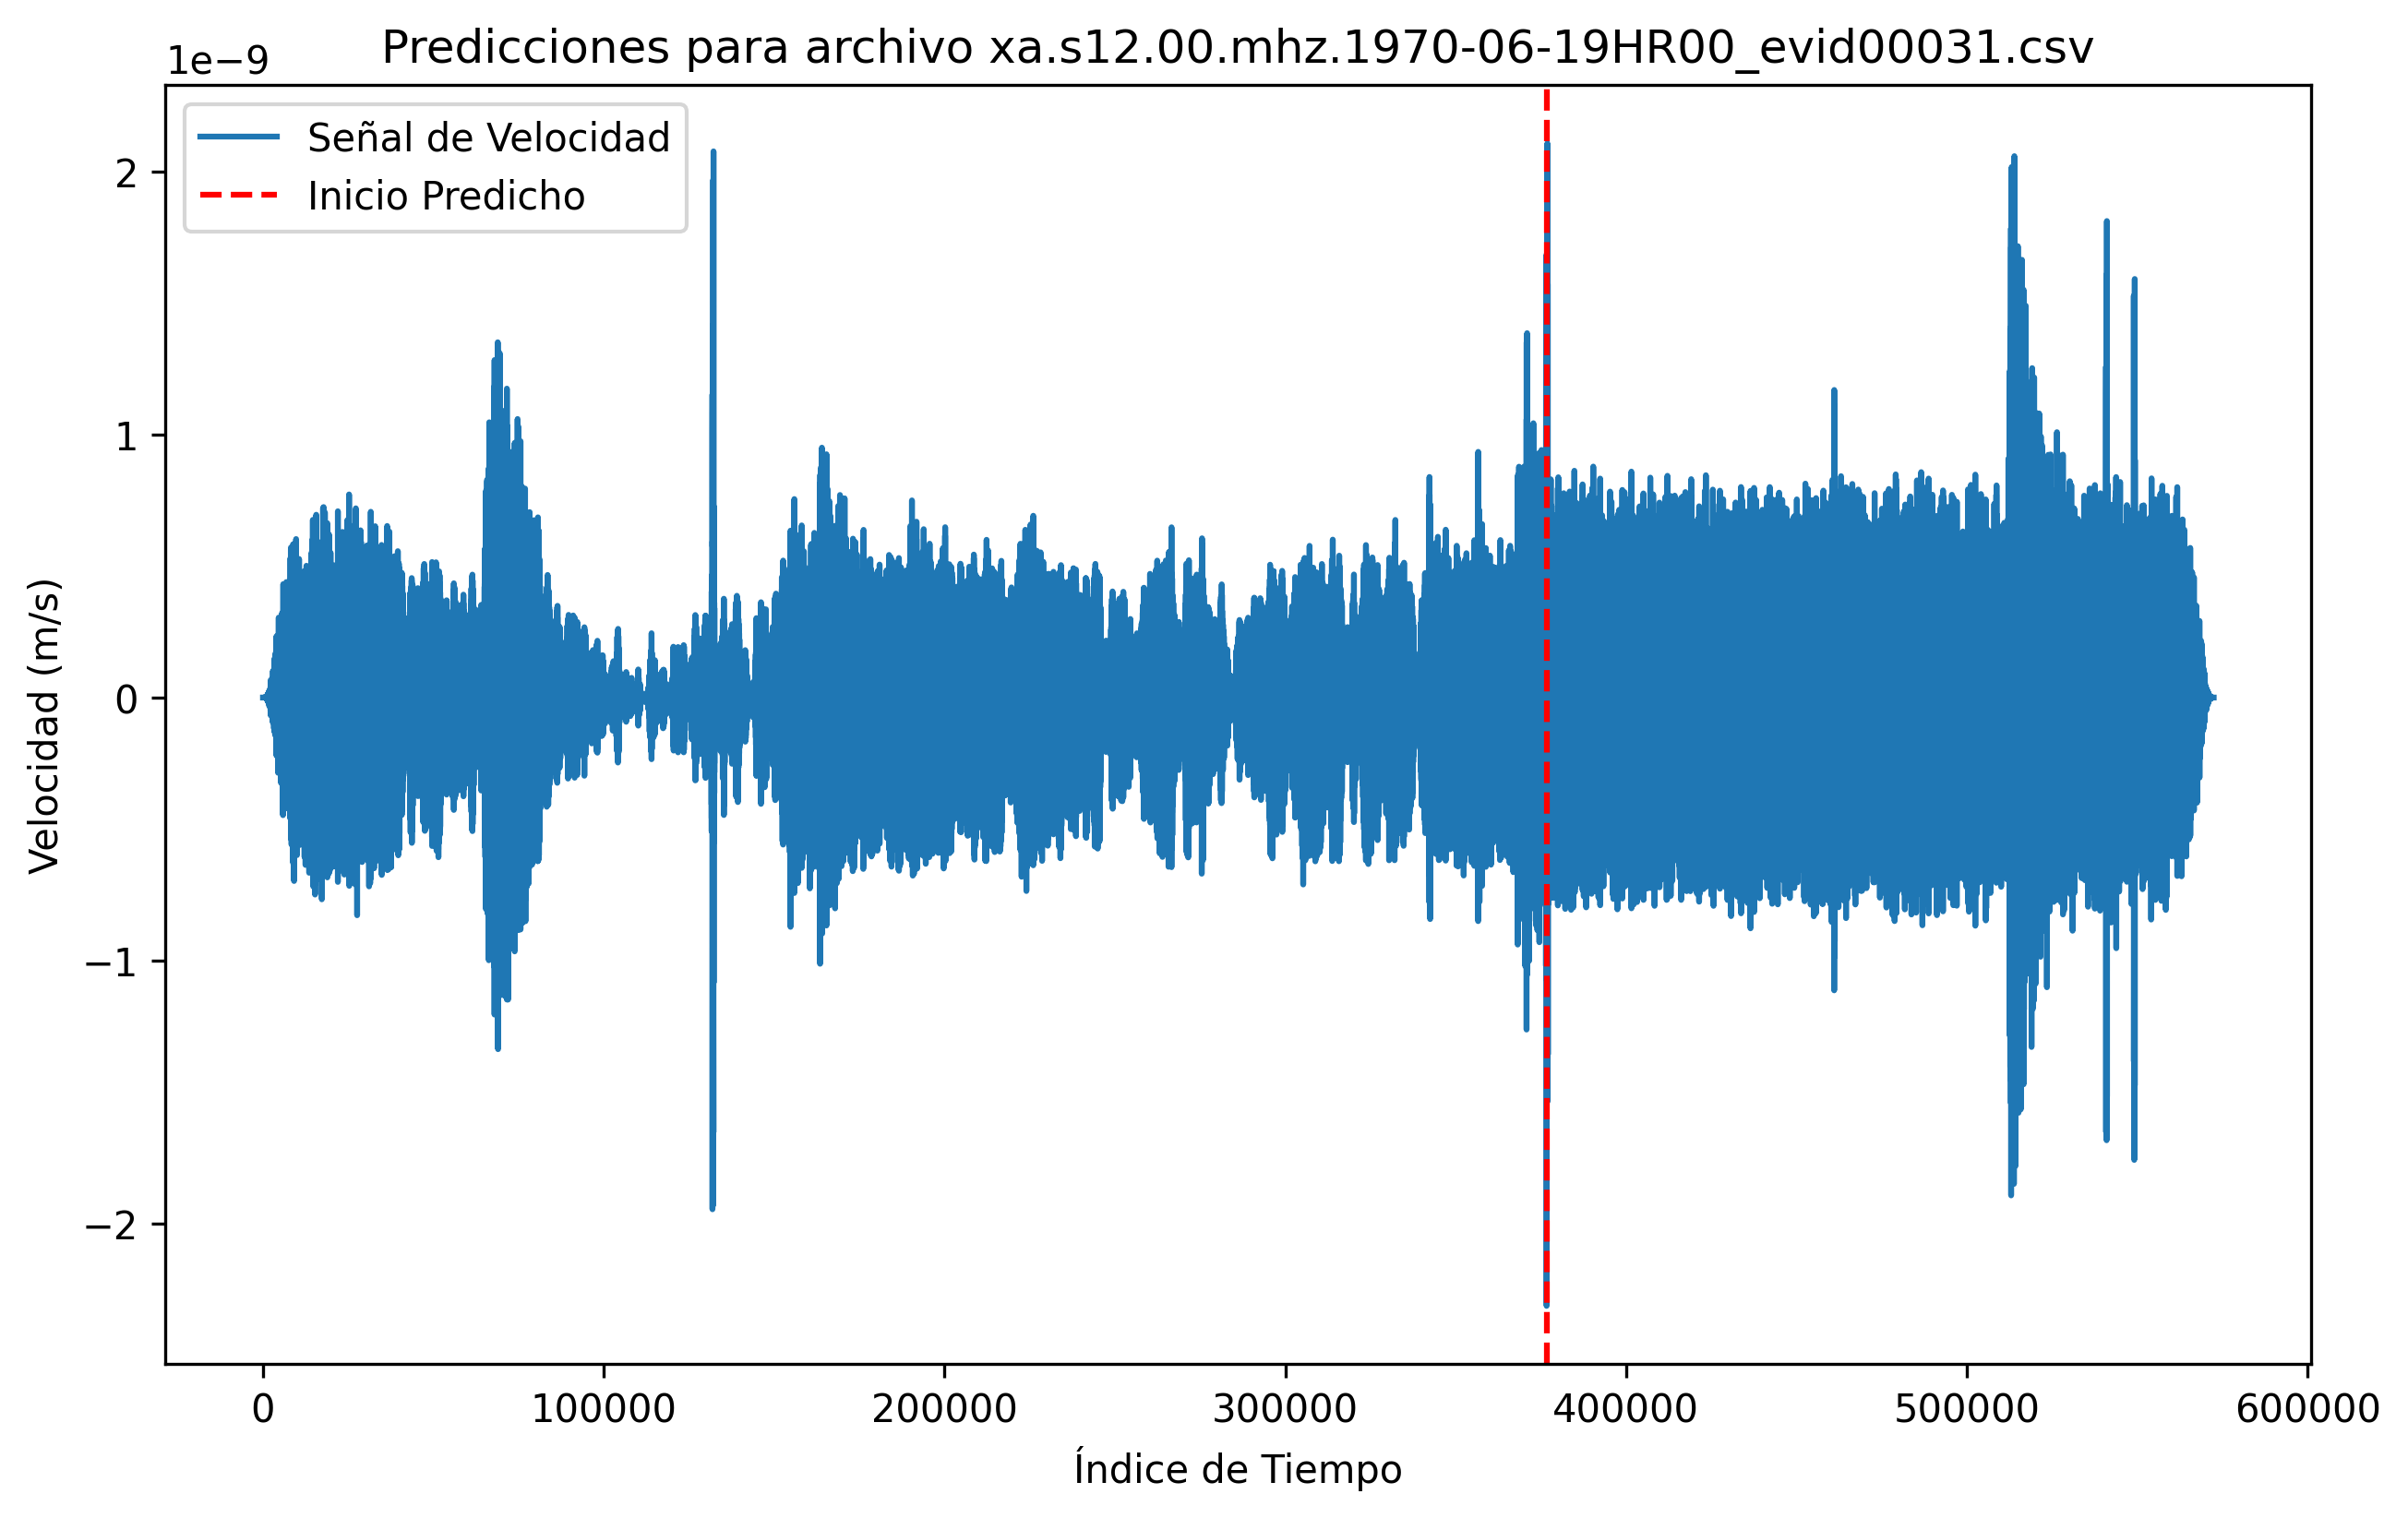 Predicciones para archivo xa.s12.00.mhz.1970-06-19HR00_evid00031.csv
1e−9
Señal de Velocidad
Inicio Predicho
2
1
0
−1
−2
Velocidad (m/s)
0 100000 200000 300000 400000 500000 600000
Índice de Tiempo